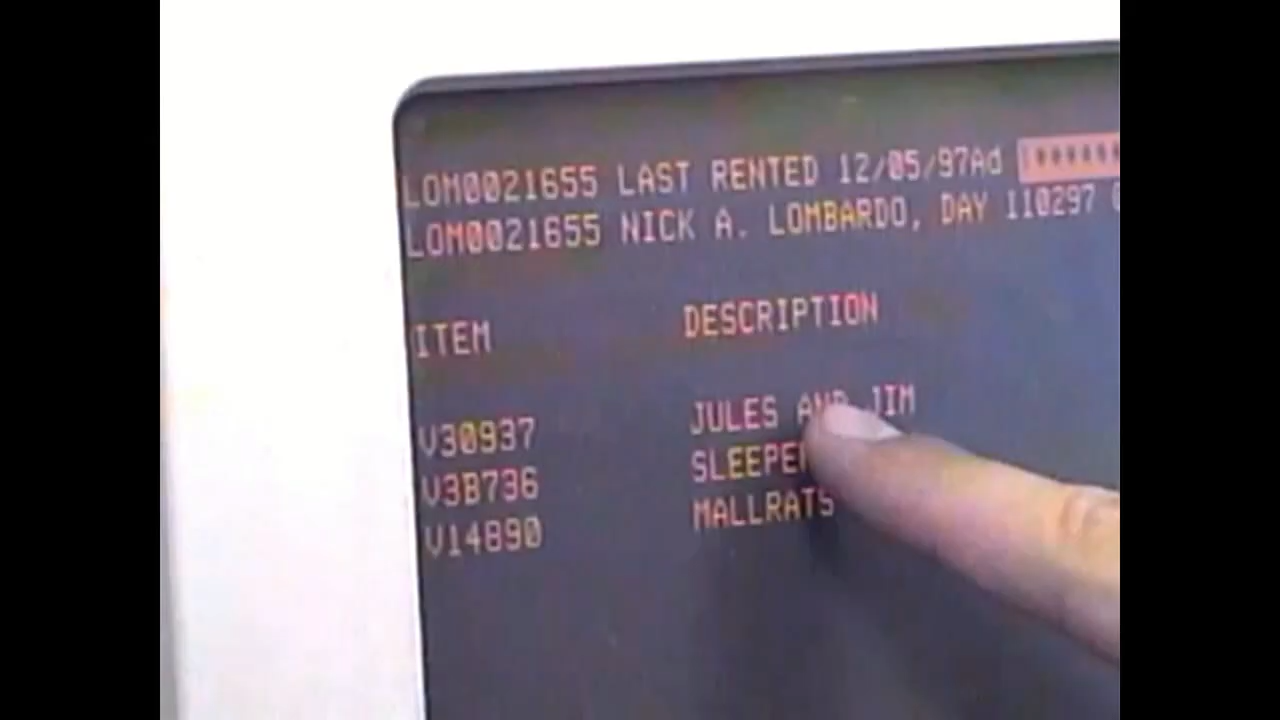 LOM0021655 LAST RENTED 12/05/97Ad
LOM0021655 NICK A. LOMBARDO, DAY 110297
ITEM DESCRIPTION
V30937 JULES AND JIM
V3B736
V14890 MALLRATS